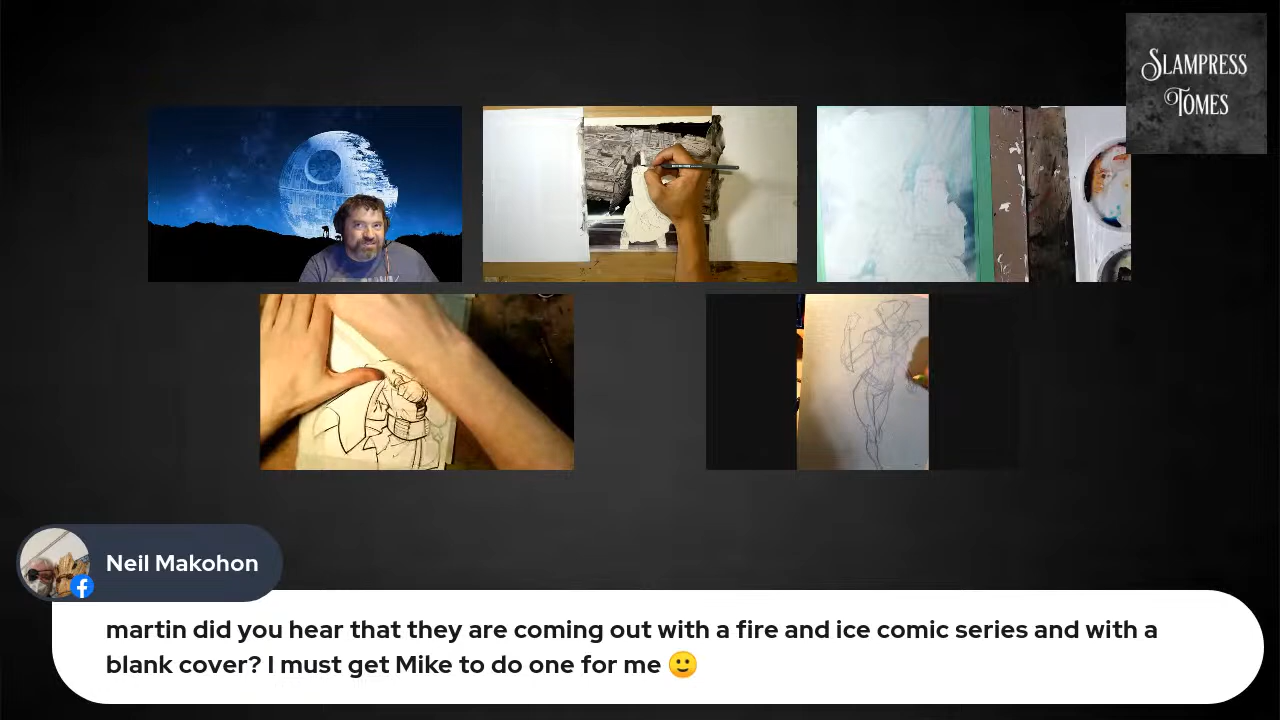 SLAMPRESS
TOMES
Neil Makohon
martin did you hear that they are coming out with a fire and ice comic series and with a
blank cover? I must get Mike to do one for me 🙂